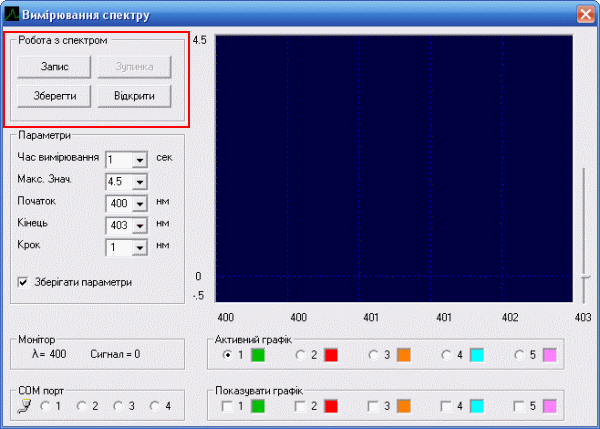 Вимірювання спектру
Робота з спектром
Запис Зупинка
Зберегти Відкрити
Параметри
Час вимірювання 1 сек
Макс. Знач. 4.5
Початок 400 нм
Кінець 403 нм
Крок 1 нм
Зберігати параметри
4.5
0
-.5
400 400 401 401 402 403
Монітор
λ = 400 Сигнал = 0
Активний графік
1 2 3 4 5
COM порт
1 2 3 4
Показувати графік
1 2 3 4 5